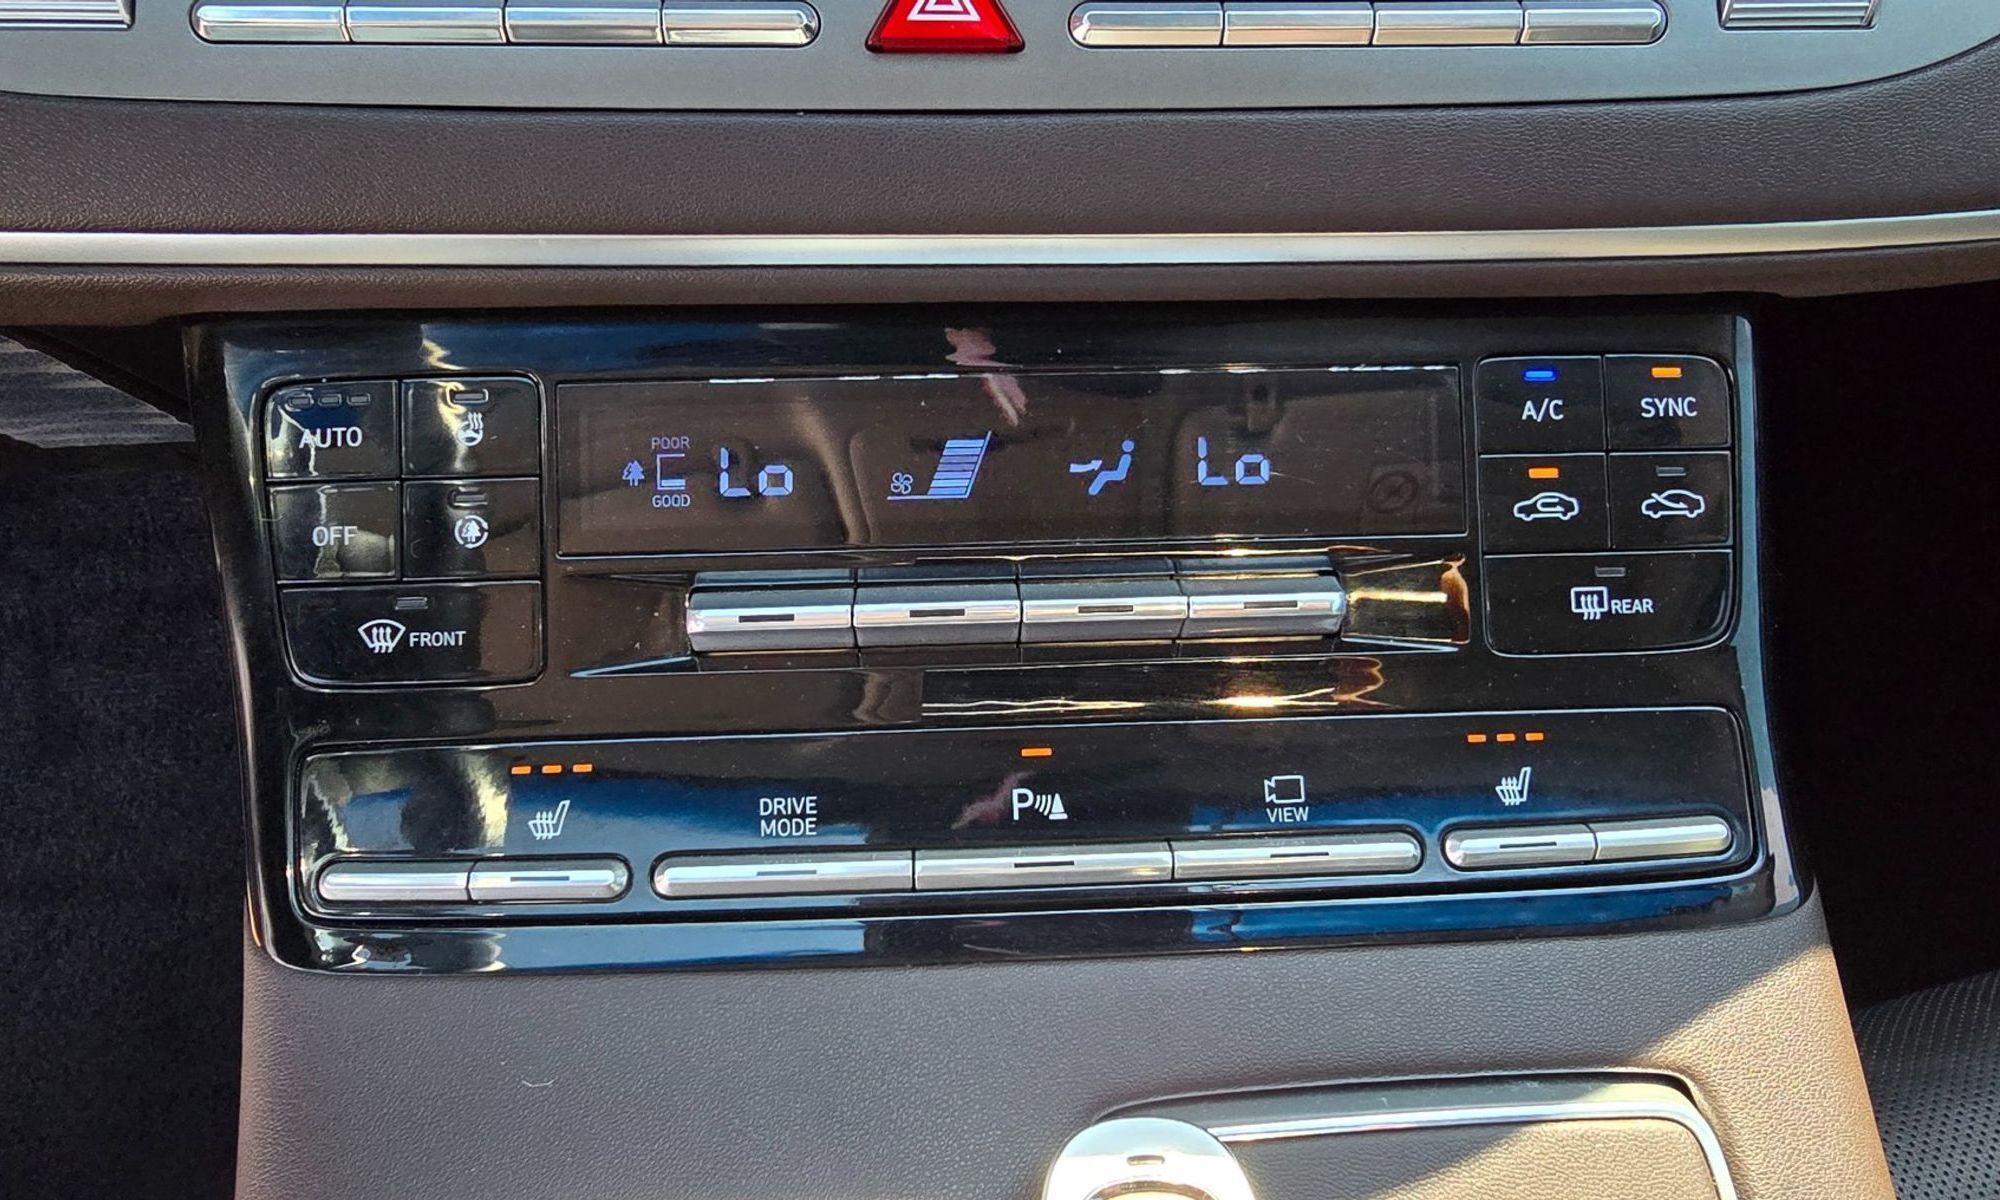 AUTO
OFF
FRONT
POOR
GOOD
Lo
Lo
A/C
SYNC
REAR
DRIVE
MODE
P
VIEW